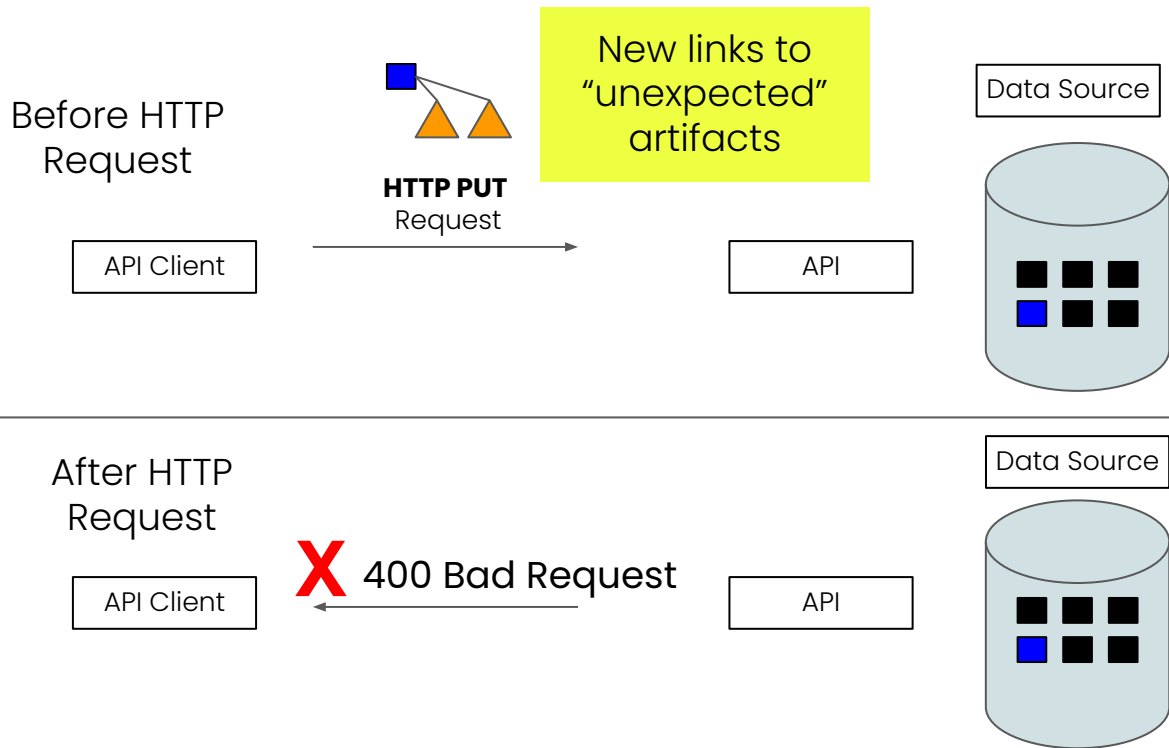 Before HTTP
Request
HTTP PUT
Request
New links to
“unexpected”
artifacts
Data Source
API Client
API
After HTTP
Request
X 400 Bad Request
Data Source
API Client
API